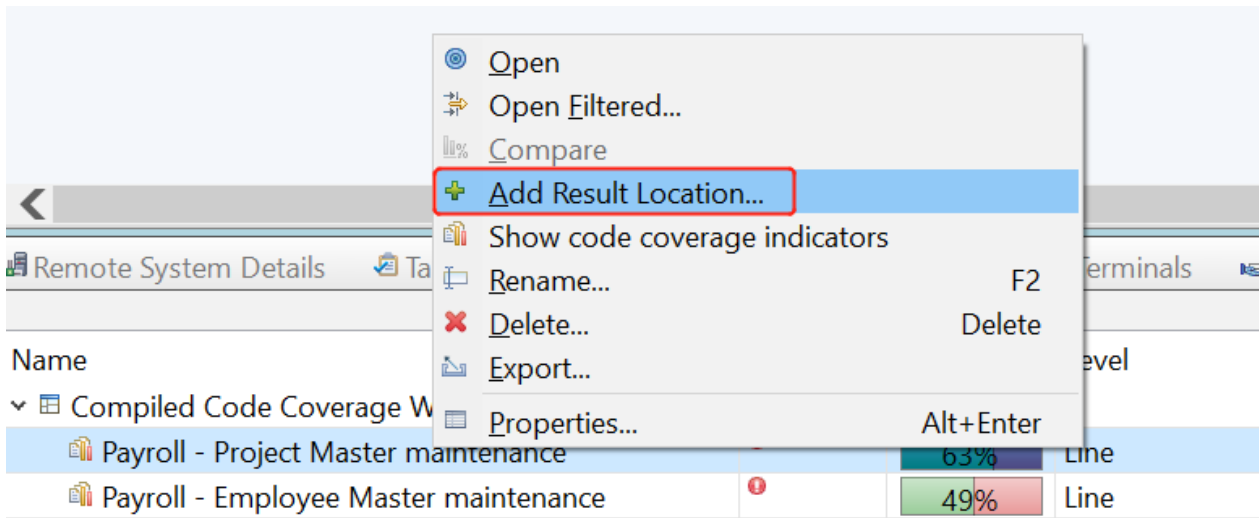 Open
Open Filtered...
Compare
Add Result Location...
Show code coverage indicators
Rename... F2
Delete... Delete
Export...
Properties... Alt+Enter
Remote System Details Ta erminals
Name evel
Compiled Code Coverage W
Payroll - Project Master maintenance 63% Line
Payroll - Employee Master maintenance 49% Line